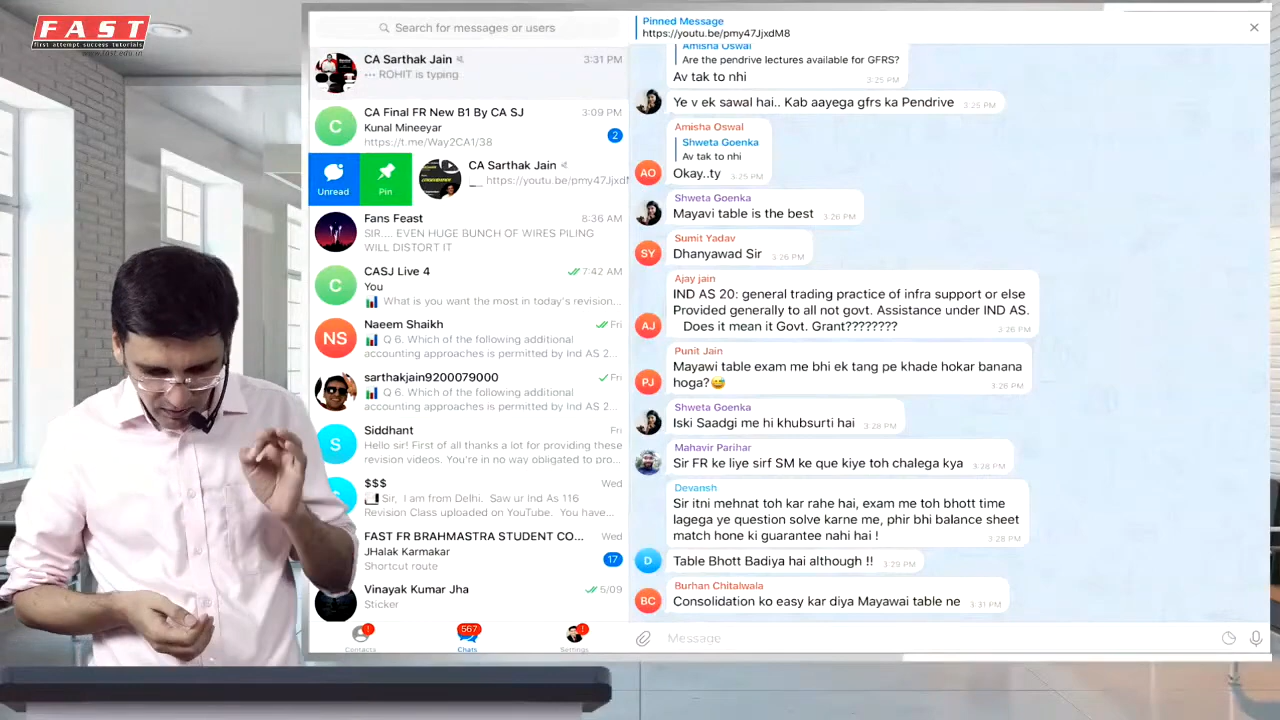 FAST
first attempt success tutorials
www.fast.edu.in
Search for messages or users
CA Sarthak Jain
3:31 PM
ROHIT is typing
C
CA Final FR New B1 By CA SJ
3:09 PM
Kunal Mineeyar
https://t.me/Way2CA1/38
2
Unread
Pin
CA Sarthak Jain
https://youtu.be/pmy47Jjxd
Fans Feast
8:36 AM
SIR.... EVEN HUGE BUNCH OF WIRES PILING
WILL DISTORT IT
C
CASJ Live 4
7:42 AM
You
What is you want the most in today's revision...
NS
Naeem Shaikh
Fri
Q 6. Which of the following additional
accounting approaches is permitted by Ind AS 2...
sarthakjain9200079000
Fri
Q 6. Which of the following additional
accounting approaches is permitted by Ind AS 2...
S
Siddhant
Fri
Hello sir! First of all thanks a lot for providing these
revision videos. You're in no way obligated to pro...
$$$
Wed
Sir, I am from Delhi. Saw ur Ind As 116
Revision Class uploaded on YouTube. You have...
FAST FR BRAHMASTRA STUDENT CO...
Wed
JHalak Karmakar
Shortcut route
17
Vinayak Kumar Jha
5/09
Sticker
!
Contacts
567
Chats
!
Settings
Pinned Message
https://youtu.be/pmy47JjxdM8
Amisha Oswal
Are the pendrive lectures available for GFRS?
Av tak to nhi
3:25 PM
Ye v ek sawal hai.. Kab aayega gfrs ka Pendrive 3:25 PM
Amisha Oswal
Shweta Goenka
Av tak to nhi
AO
Okay..ty 3:25 PM
Shweta Goenka
Mayavi table is the best 3:26 PM
Sumit Yadav
SY
Dhanyawad Sir 3:26 PM
Ajay jain
IND AS 20: general trading practice of infra support or else
Provided generally to all not govt. Assistance under IND AS.
AJ
Does it mean it Govt. Grant???????? 3:26 PM
Punit Jain
Mayawi table exam me bhi ek tang pe khade hokar banana
PJ
hoga?😅 3:26 PM
Shweta Goenka
Iski Saadgi me hi khubsurti hai 3:28 PM
Mahavir Parihar
Sir FR ke liye sirf SM ke que kiye toh chalega kya 3:28 PM
Devansh
Sir itni mehnat toh kar rahe hai, exam me toh bhott time
lagega ye question solve karne me, phir bhi balance sheet
match hone ki guarantee nahi hai ! 3:28 PM
D
Table Bhott Badiya hai although !! 3:29 PM
Burhan Chitalwala
BC
Consolidation ko easy kar diya Mayawai table ne 3:31 PM
Message